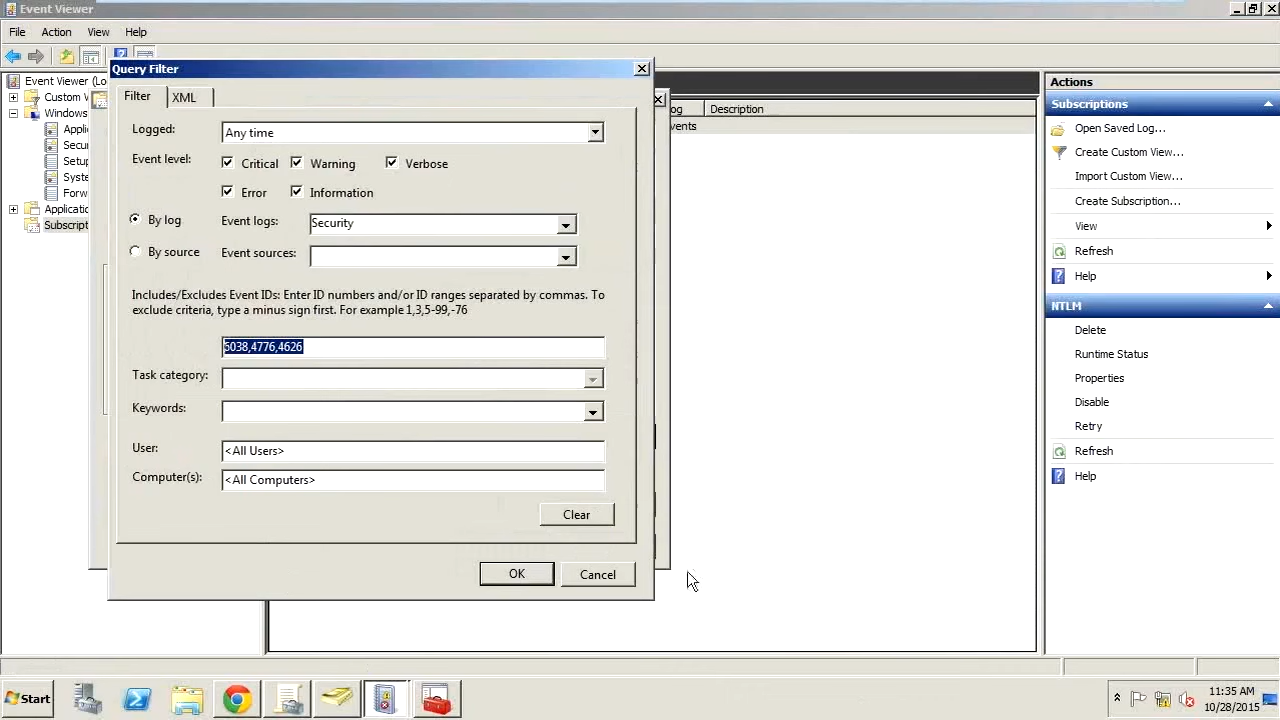 Event Viewer
File Action View Help
Event Viewer (Lo
Custom V
Windows
Appli
Secur
Setu
Syste
Forw
Applicatio
Subscript
Query Filter
Filter XML
Logged: Any time
Event level: Critical Warning Verbose
Error Information
By log Event logs: Security
By source Event sources:
Includes/Excludes Event IDs: Enter ID numbers and/or ID ranges separated by commas. To
exclude criteria, type a minus sign first. For example 1,3,5-99,-76
5038,4776,4626
Task category:
Keywords:
User: <All Users>
Computer(s): <All Computers>
Clear
OK Cancel
og Description
vents
Actions
Subscriptions
Open Saved Log...
Create Custom View...
Import Custom View...
Create Subscription...
View
Refresh
Help
NTLM
Delete
Runtime Status
Properties
Disable
Retry
Refresh
Help
Start
11:35 AM
10/28/2015